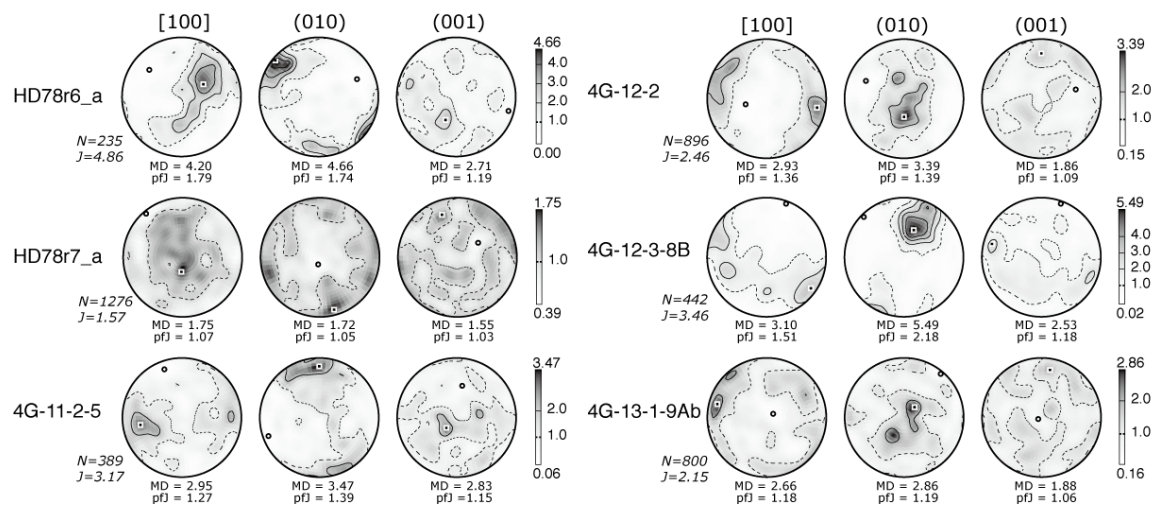 [100] (010) (001)
HD78r6_a
N=235
J=4.86
MD = 4.20 MD = 4.66 MD = 2.71
pfJ = 1.79 pfJ = 1.74 pfJ = 1.19
4.66
4.0
3.0
2.0
1.0
0.00
HD78r7_a
N=1276
J=1.57
MD = 1.75 MD = 1.72 MD = 1.55
pfJ = 1.07 pfJ = 1.05 pfJ = 1.03
1.75
1.0
0.39
4G-11-2-5
N=389
J=3.17
MD = 2.95 MD = 3.47 MD = 2.83
pfJ = 1.27 pfJ = 1.39 pfJ =1.15
3.47
2.0
1.0
0.06
[100] (010) (001)
4G-12-2
N=896
J=2.46
MD = 2.93 MD = 3.39 MD = 1.86
pfJ = 1.36 pfJ = 1.39 pfJ = 1.09
3.39
2.0
1.0
0.15
4G-12-3-8B
N=442
J=3.46
MD = 3.10 MD = 5.49 MD = 2.53
pfJ = 1.51 pfJ = 2.18 pfJ = 1.18
5.49
4.0
3.0
2.0
1.0
0.02
4G-13-1-9Ab
N=800
J=2.15
MD = 2.66 MD = 2.86 MD = 1.88
pfJ = 1.18 pfJ = 1.19 pfJ = 1.06
2.86
2.0
1.0
0.16